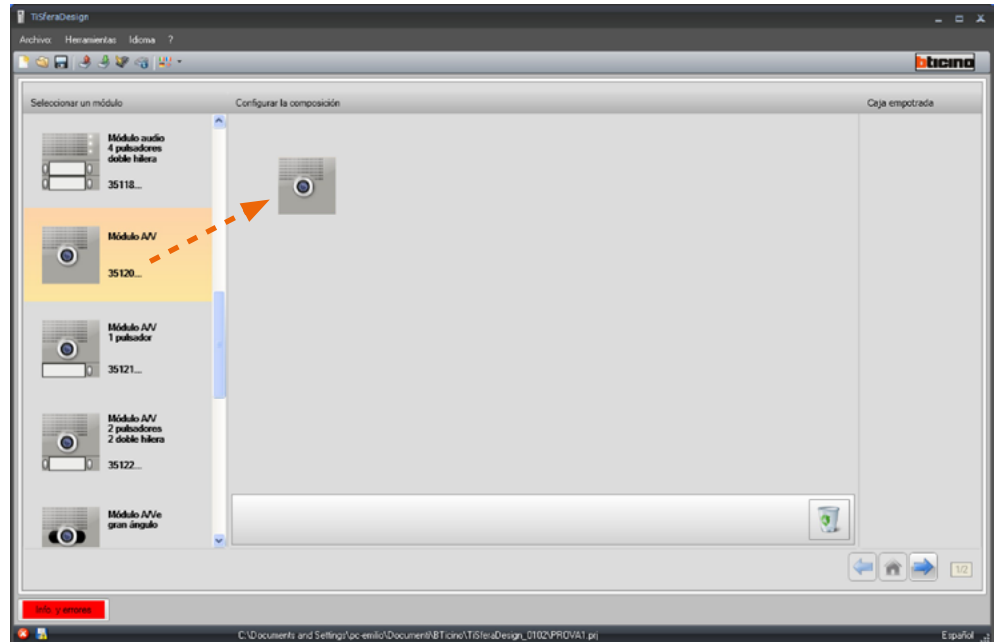 TiSferaDesign
Archivo Herramientas Idioma ?
bticino
Seleccionar un módulo
Configurar la composición
Caja empotrada
Módulo audio
4 pulsadores
doble hilera
35118...
Módulo A/V
35120...
Módulo A/V
1 pulsador
35121...
Módulo A/V
2 pulsadores
2 doble hilera
35122...
Módulo A/Ve
gran ángulo
1/2
Info. y errores
C:\Documents and Settings\pc-emilio\Documenti\BTicino\TiSferaDesign_0102\PROVA1.prj
Español